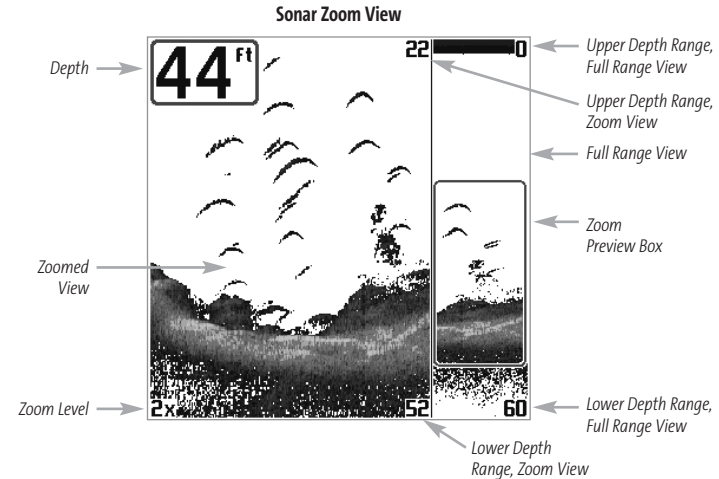 Sonar Zoom View
Depth
44 Ft
22
0
Upper Depth Range,
Full Range View
Upper Depth Range,
Zoom View
Full Range View
Zoom
Preview Box
Zoomed
View
Zoom Level
2x
52
60
Lower Depth Range,
Full Range View
Lower Depth
Range, Zoom View